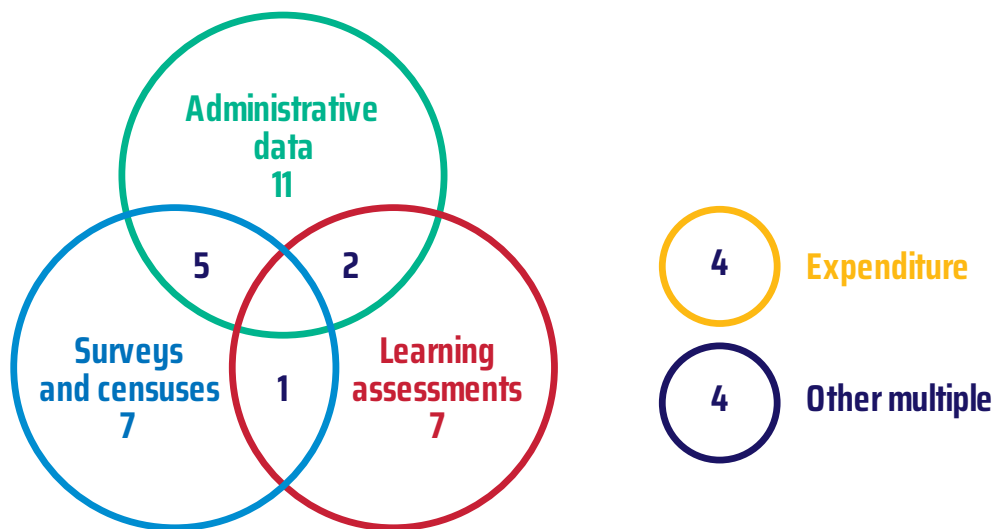 Administrative
data
11
5
2
Surveys
and censuses
7
1
Learning
assessments
7
4
Expenditure
4
Other multiple